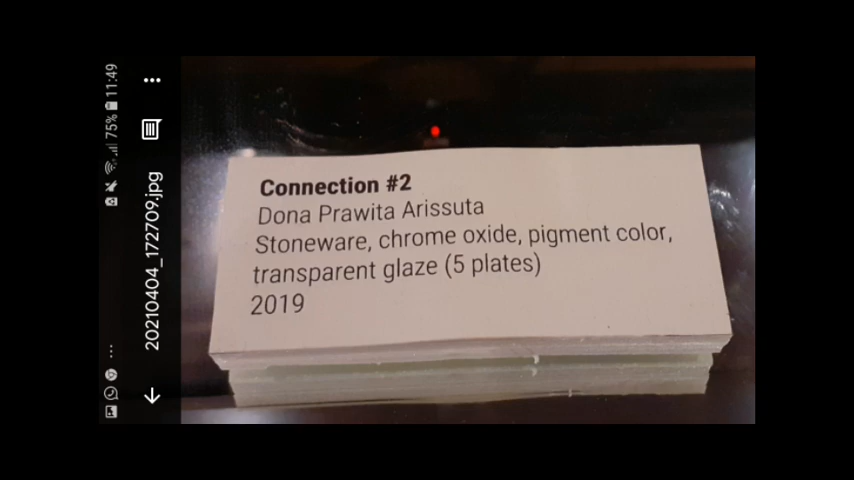 Connection #2
Dona Prawita Arissuta
Stoneware, chrome oxide, pigment color,
transparent glaze (5 plates)
2019
20210404_172709.jpg
75% 11:49